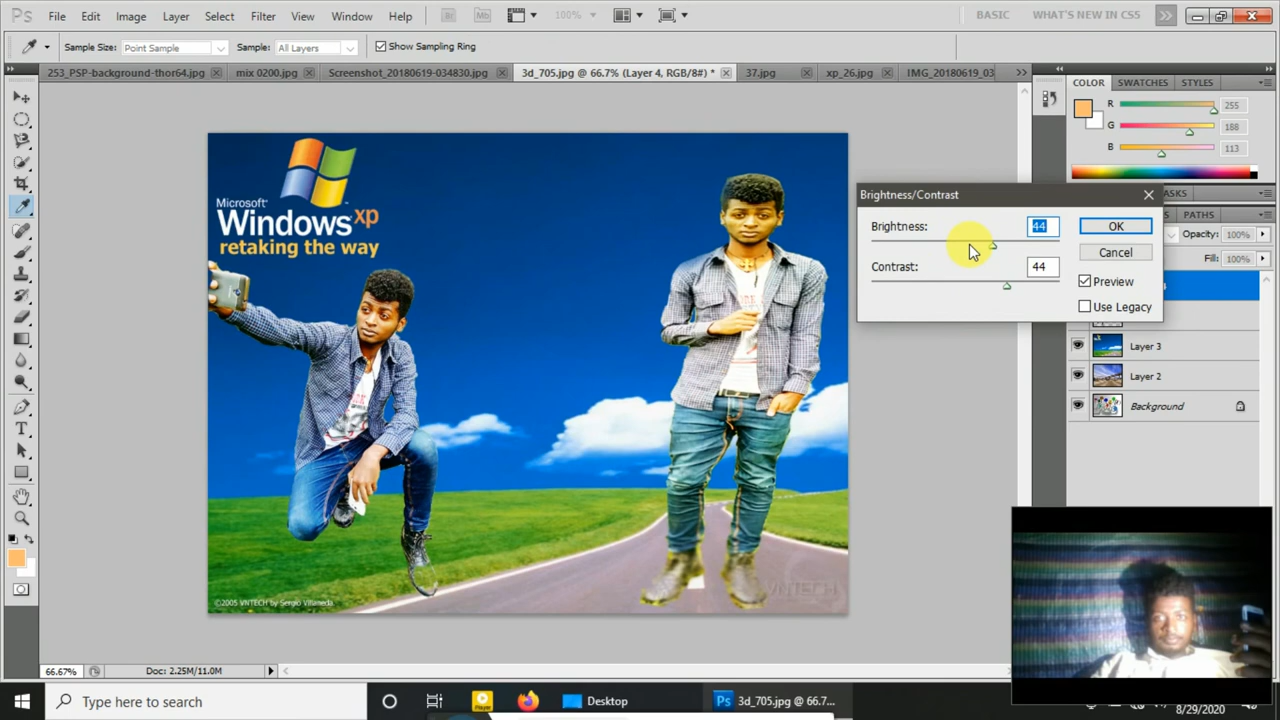 Ps File Edit Image Layer Select Filter View Window Help Br Mb 100% BASIC WHAT'S NEW IN CS5
Sample Size: Point Sample Sample: All Layers Show Sampling Ring
253_PSP-background-thor64.jpg mix 0200.jpg Screenshot_20180619-034830.jpg 3d_705.jpg @ 66.7% (Layer 4, RGB/8#) * 37.jpg xp_26.jpg IMG_20180619_03
COLOR SWATCHES STYLES
R 255
G 188
B 113
Microsoft
Windows xp
retaking the way
©2005 VNTECH by Sergio Villaneda.
VNTECH
Brightness/Contrast
Brightness: 44
Contrast: 44
OK
Cancel
Preview
Use Legacy
PATHS
Opacity: 100%
Fill: 100%
Layer 3
Layer 2
Background
66.67% Doc: 2.25M/11.0M
Type here to search
Desktop
Ps 3d_705.jpg @ 66.7...
8/29/2020